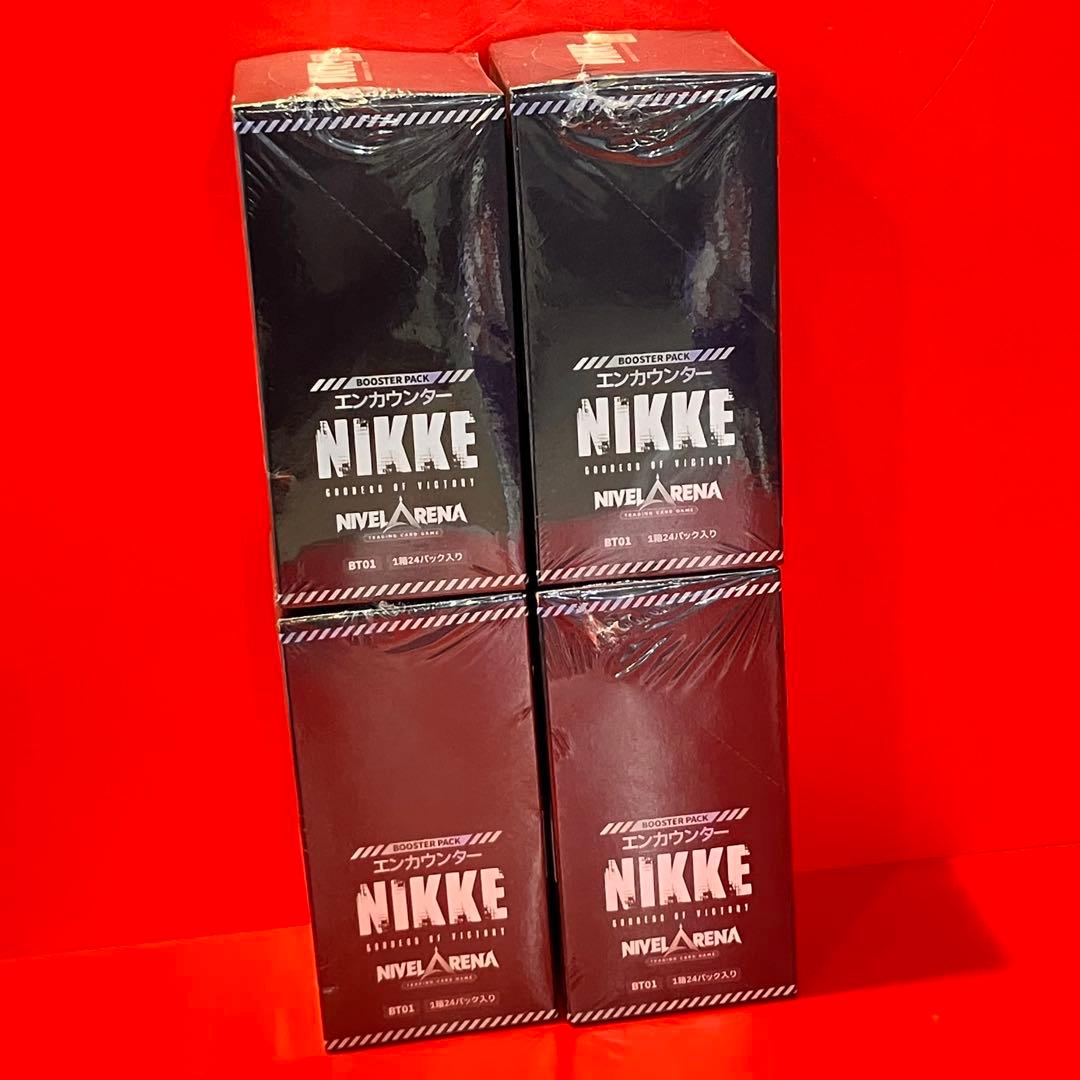 BOOSTER PACK
エンカウンター
NIKKE
GODDESS OF VICTORY
NIVEL ARENA
TRADING CARD GAME
BT01 1箱24パック入り
BOOSTER PACK
エンカウンター
NIKKE
GODDESS OF VICTORY
NIVEL ARENA
TRADING CARD GAME
BT01 1箱24パック入り
BOOSTER PACK
エンカウンター
NIKKE
GODDESS OF VICTORY
NIVEL ARENA
TRADING CARD GAME
BT01 1箱24パック入り
BOOSTER PACK
エンカウンター
NIKKE
GODDESS OF VICTORY
NIVEL ARENA
TRADING CARD GAME
BT01 1箱24パック入り